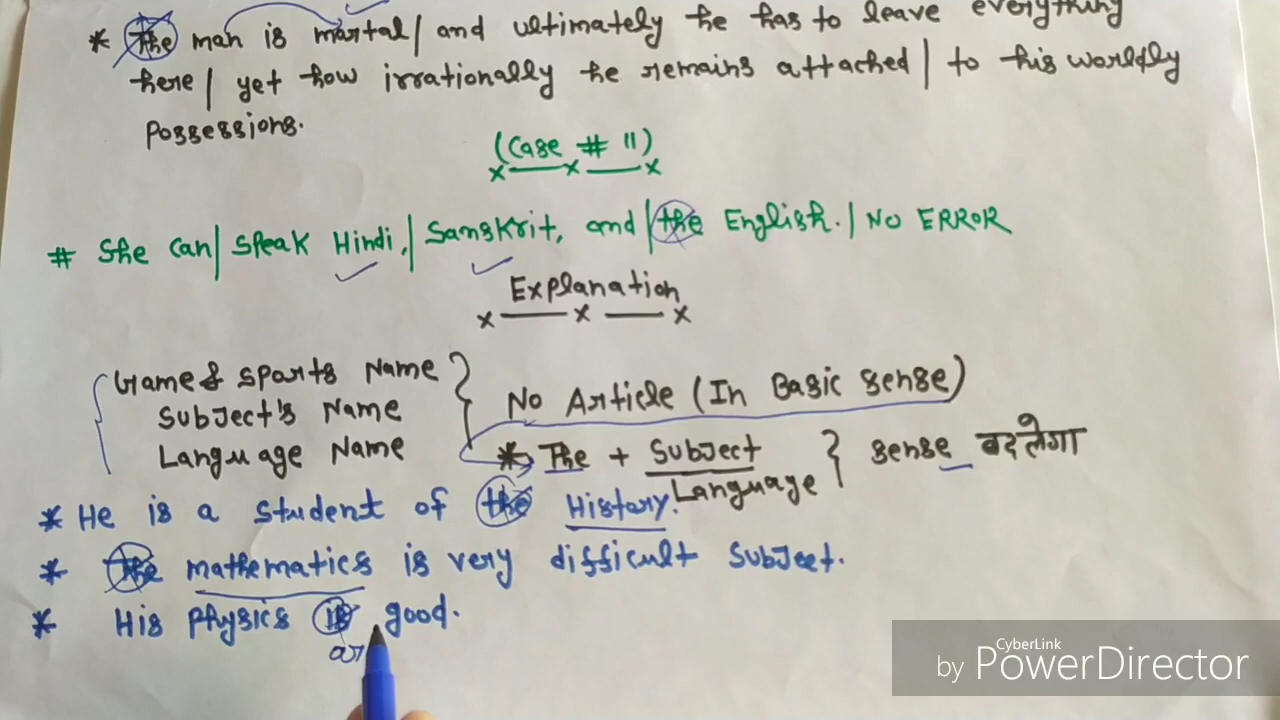 * The man is mortal/ and ultimately he has to leave everything
here/ yet how irrationally he remains attached/ to his worldly
possessions.
(Case # 11)
x — x — x
# She can/ speak Hindi,/ Sanskrit, and/ the English./ NO ERROR
Explanation
x — x — x
Game & sports Name
Subject's Name
Language Name
No Article (In Basic sense)
* The + Subject
Language } sense बदलेगा
* He is a student of the History.
* The mathematics is very difficult subject.
* His physics is good.
ar
CyberLink
by PowerDirector